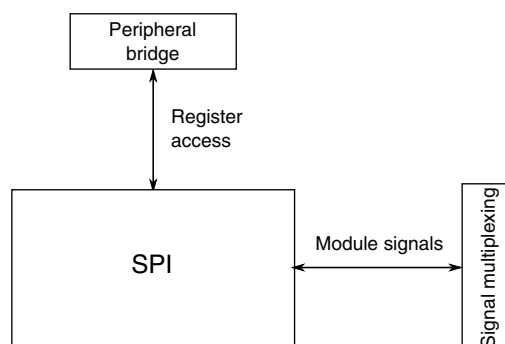 Peripheral
bridge
Register
access
SPI
Module signals
Signal multiplexing